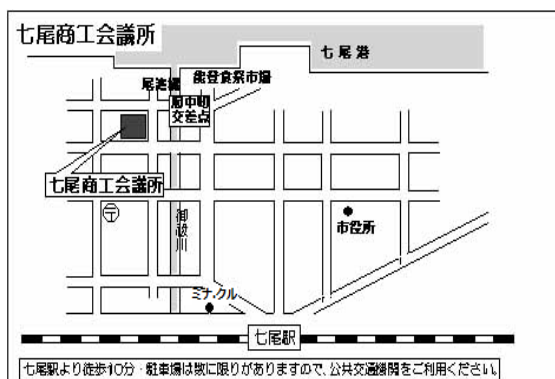 七尾商工会議所
七尾港
能登食祭市場
府中町
交差点
七尾商工会議所
〒
御祓川
市役所
ミナ.クル
七尾駅
七尾駅より徒歩10分・駐車場は数に限りがありますので、公共交通機関をご利用ください。